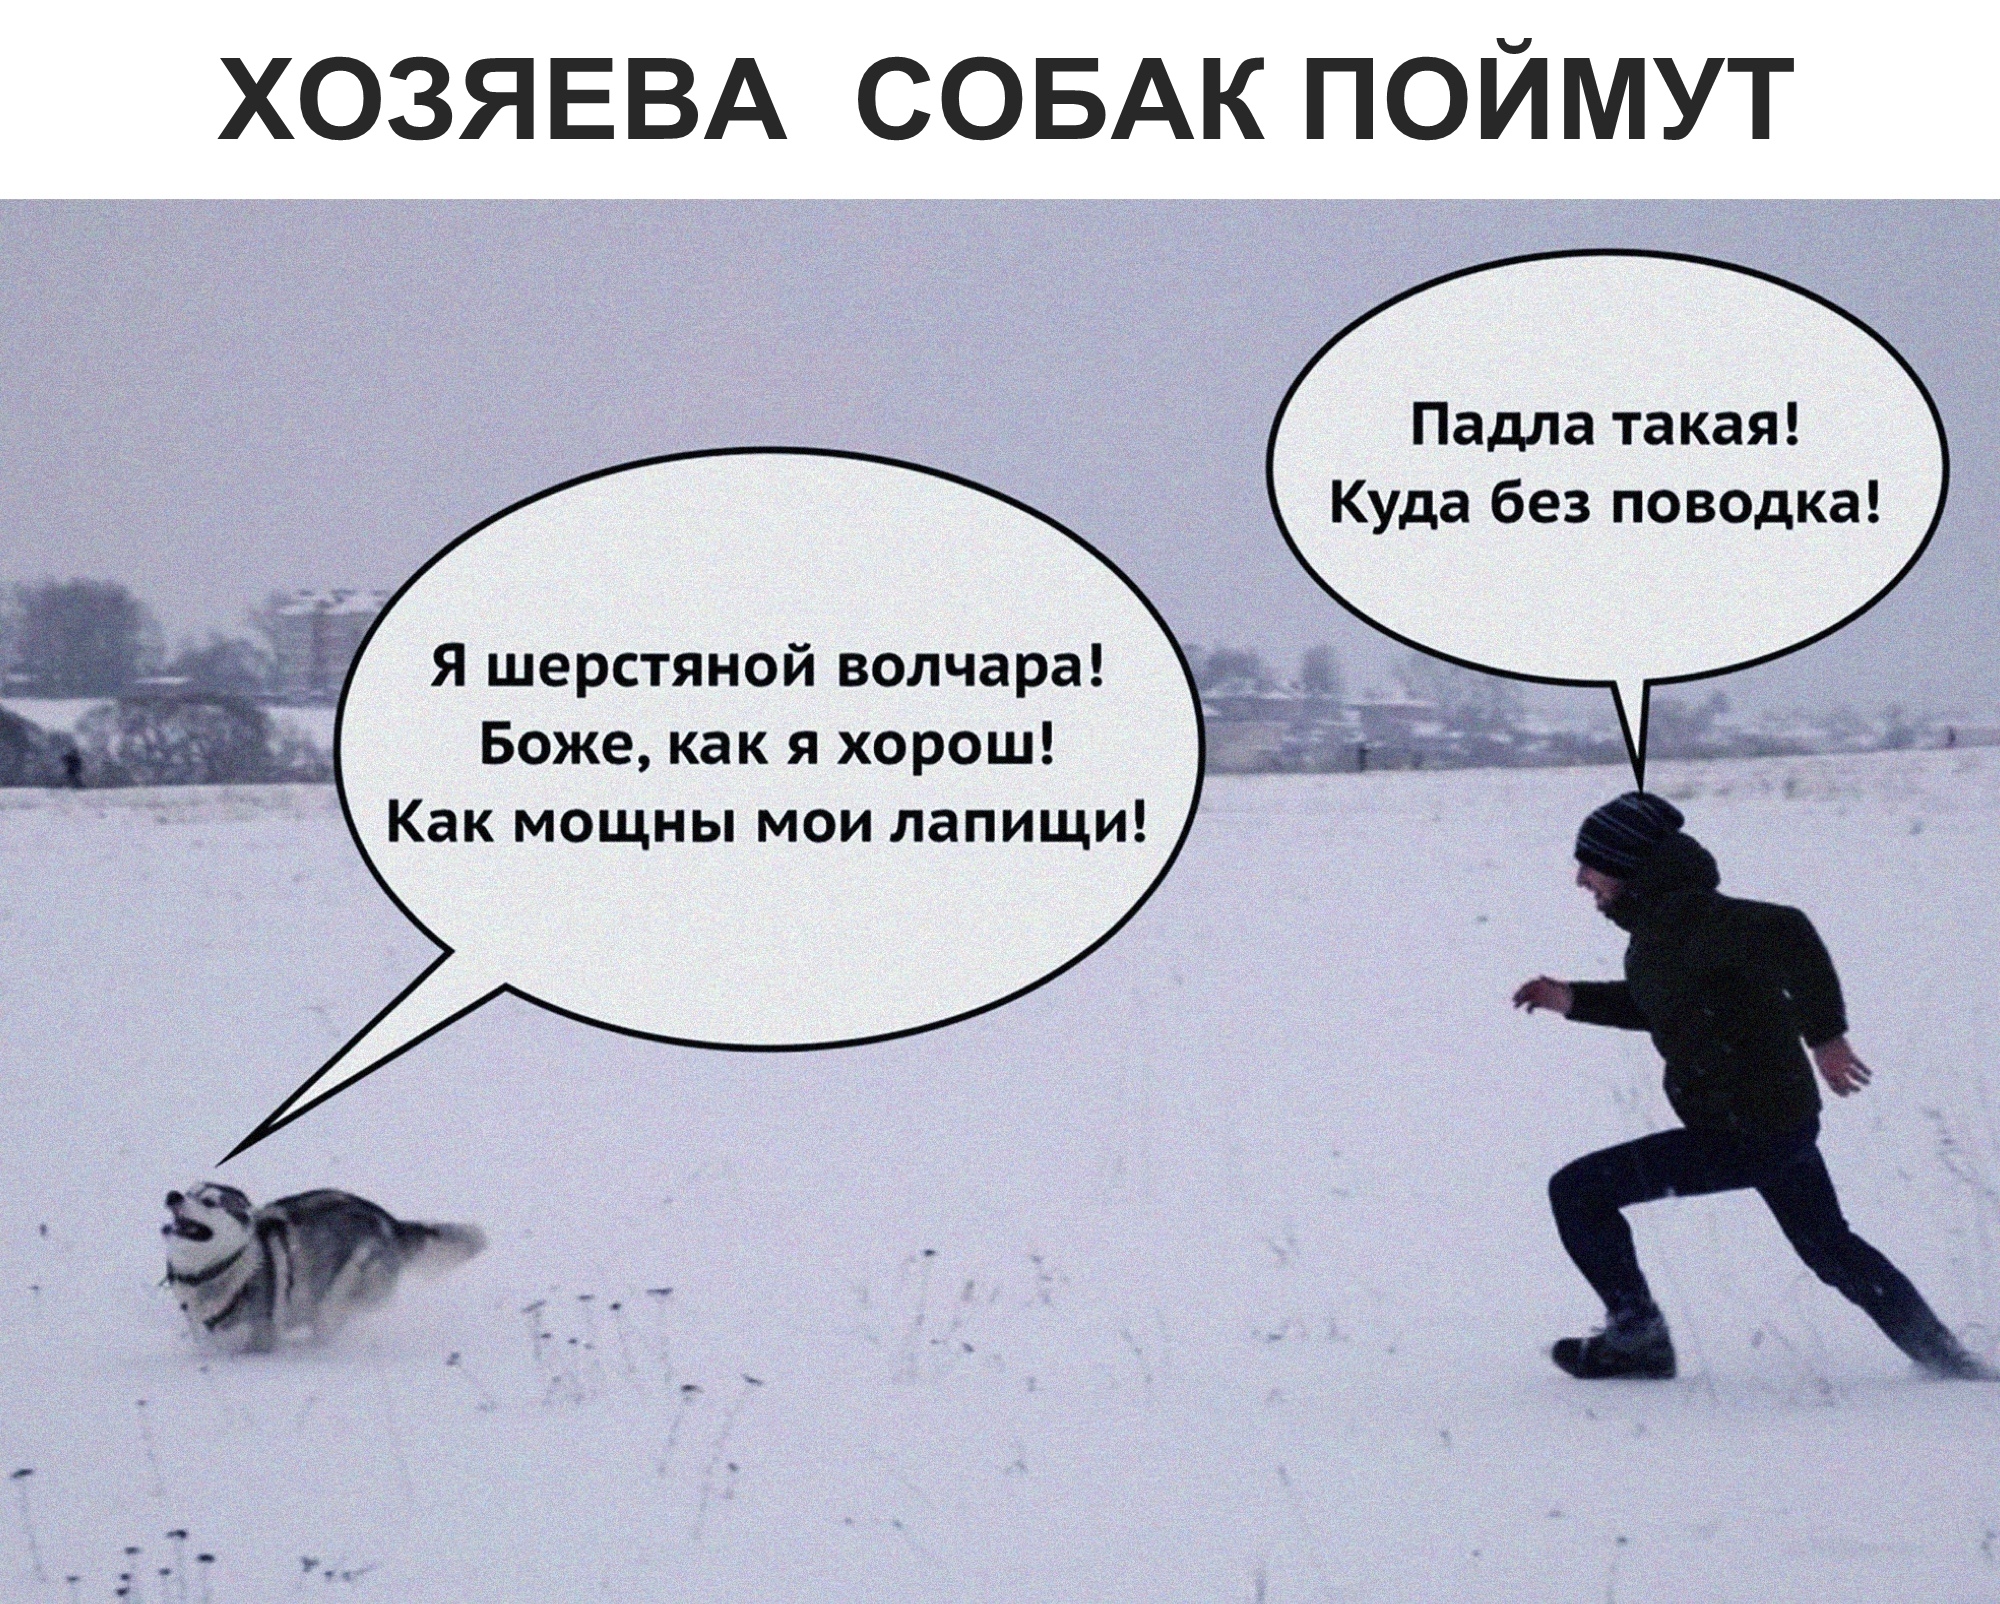 ХОЗЯЕВА СОБАК ПОЙМУТ
Падла такая!
Куда без поводка!
Я шерстяной волчара!
Боже, как я хорош!
Как мощны мои лапищи!